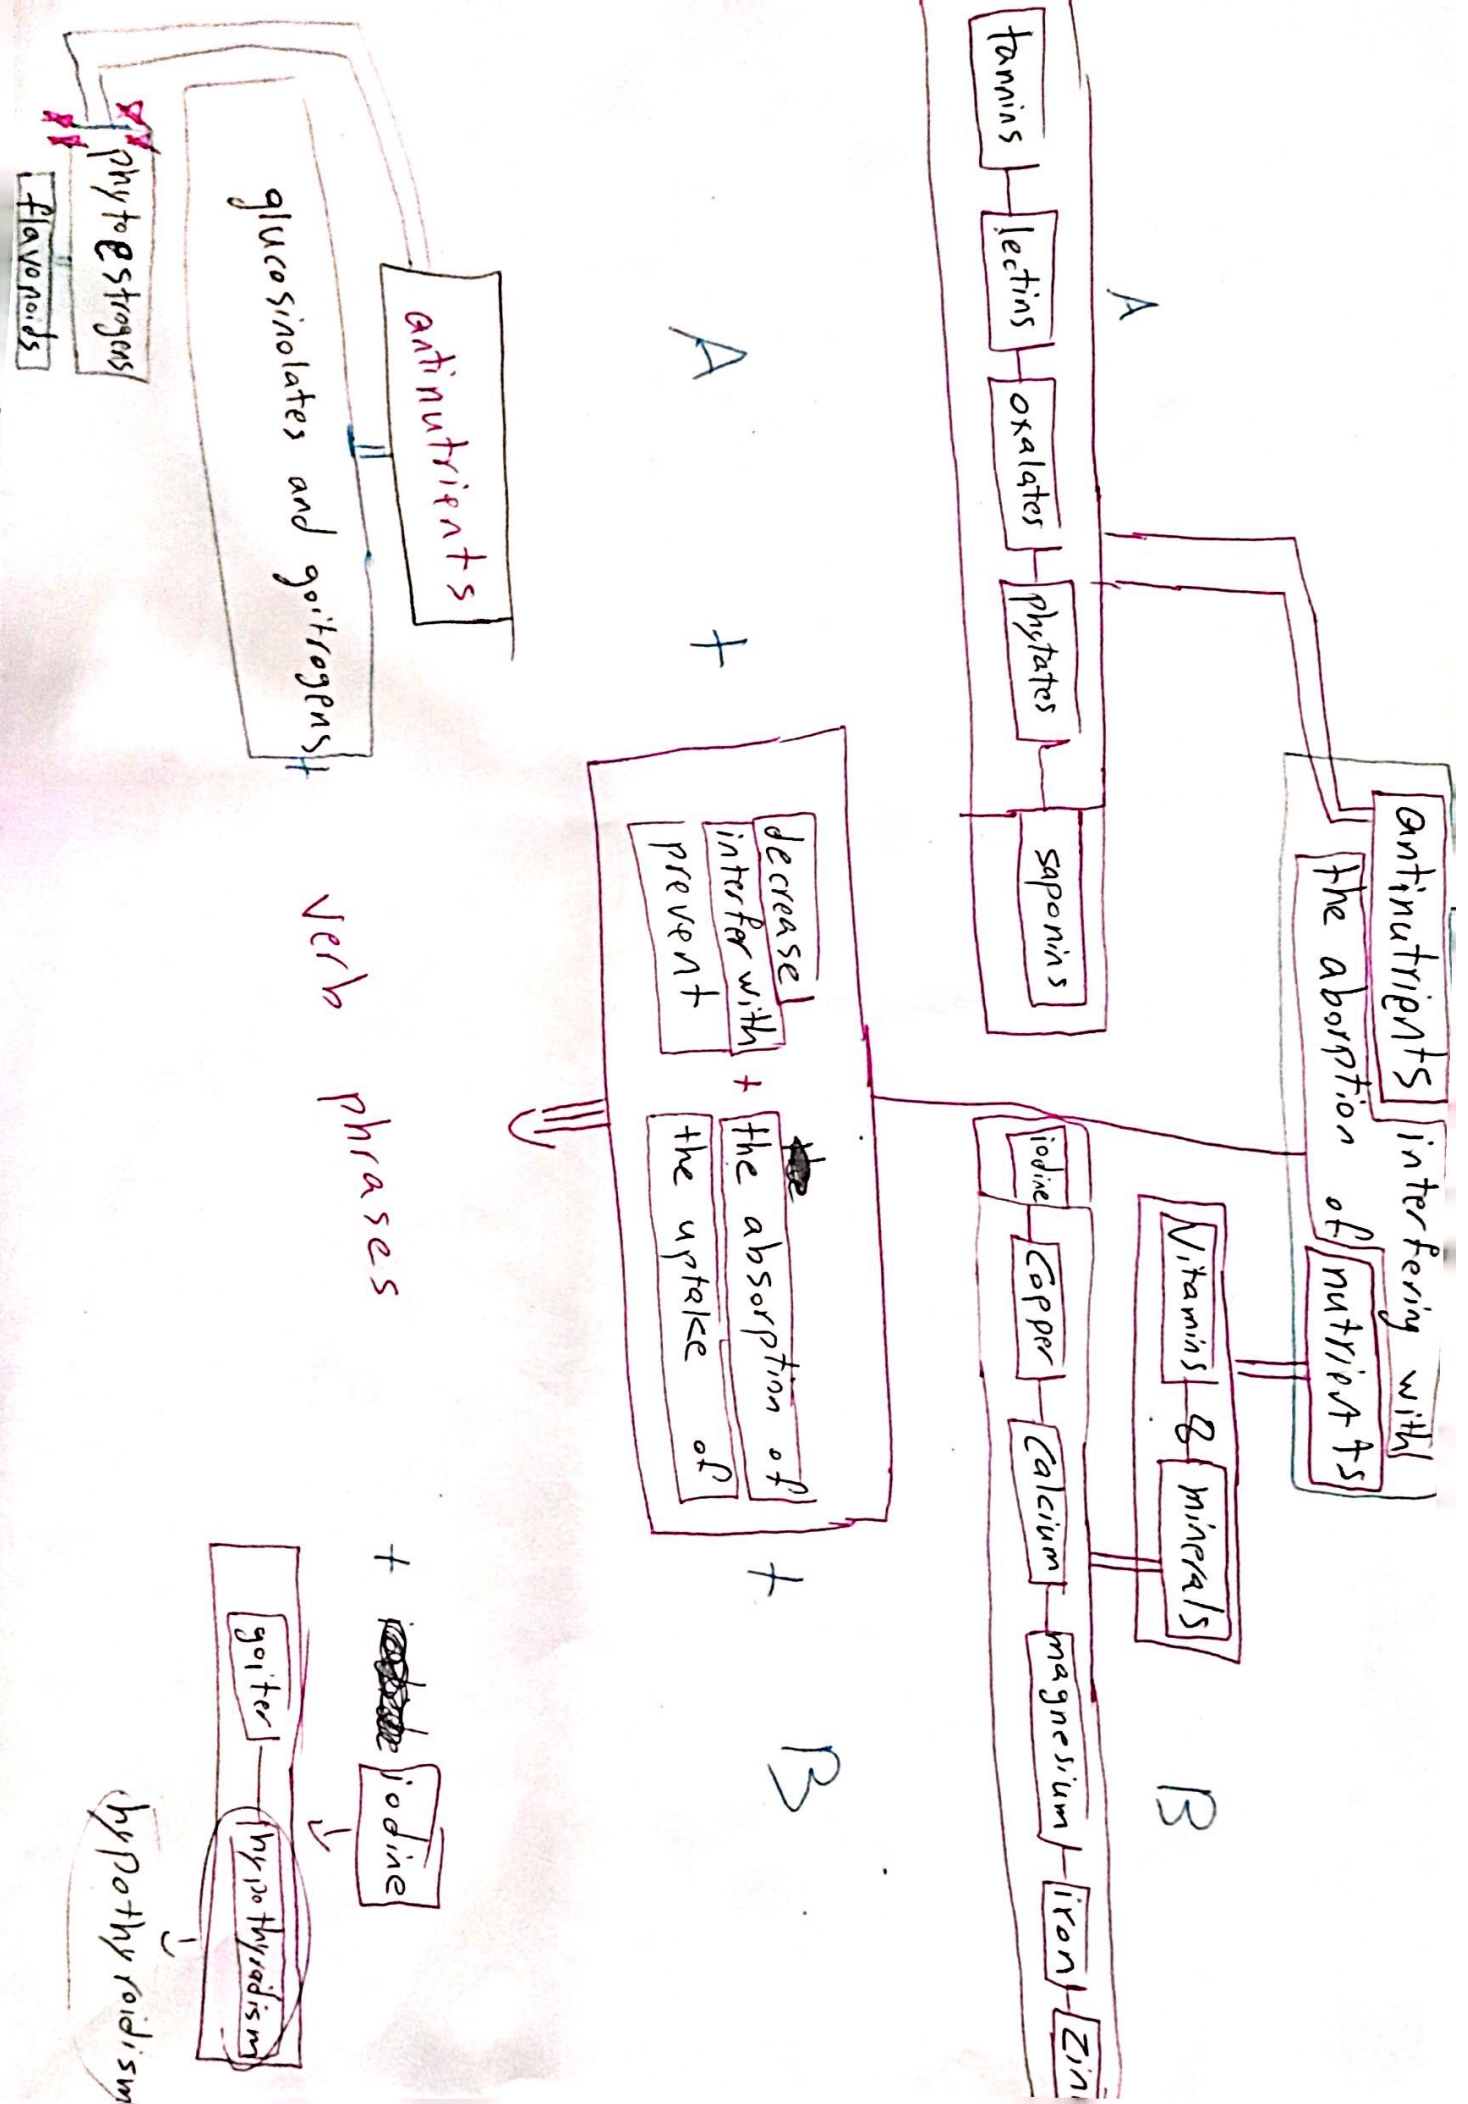 antinutrients interfering with
the aborption of nutrients
A
Vitamins & minerals
B
tannins lectins oxalates phytates saponins
iodine Copper Calcium magnesium iron Zin
A + B
decrease
interfer with + the absorption of
prevent the uptake of
+
antinutrients
glucosinolates and goitrogens + verb phrases + iodine
goiter hypothyradism
phytoestrogens
hypothyroidism
flavonoids